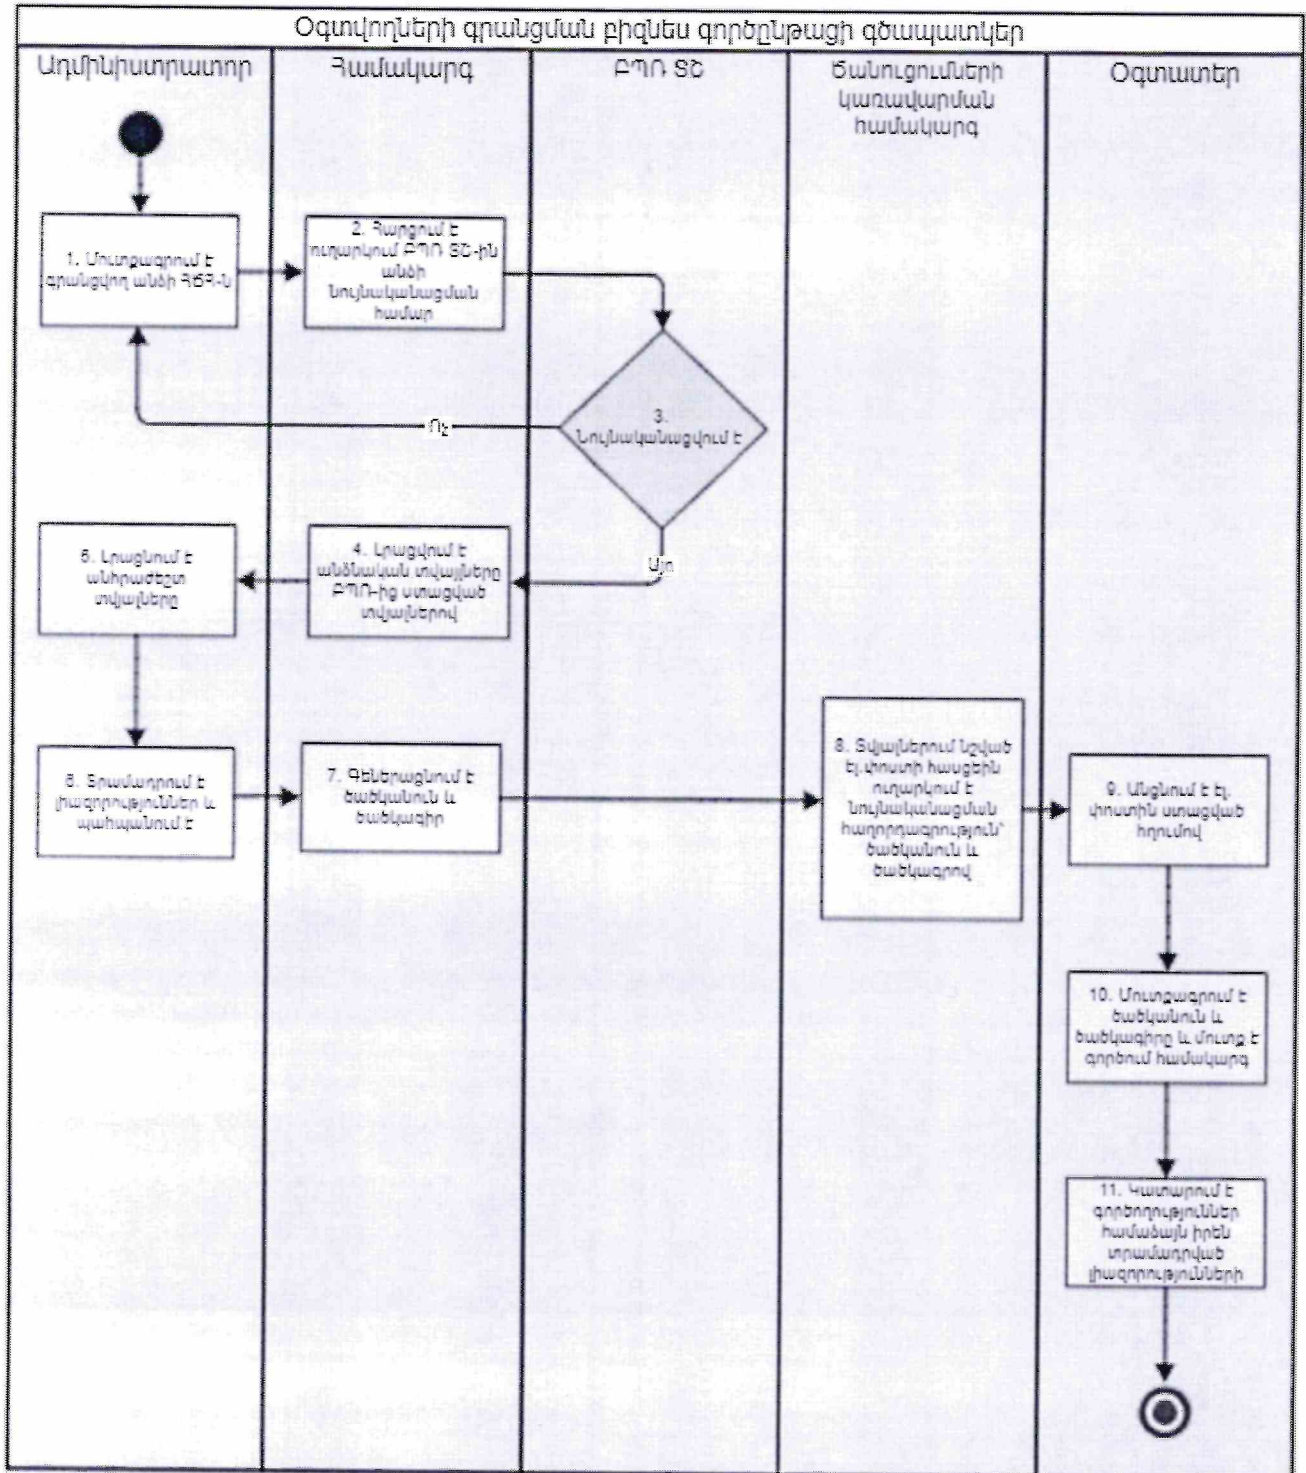 Օգտվողների գրանցման բիզնես գործընթացի գծապատկեր
Ադմինիստրատոր
Համակարգ
ԲՊՌ ՏՇ
Ծանուցումների
կառավարման
համակարգ
Օգտատեր
1. Մուտքագրում է
գրանցվող անձի ՀԾՀ-ն
2. Հարցում է
ուղարկում ԲՊՌ ՏՇ-ին
անձի
նույնականացման
համար
3.
Նույնականացվում է
Ոչ
Այո
4. Լրացվում է
անձնական տվյալները
ԲՊՌ-ից ստացված
տվյալներով
5. Լրացնում է
անհրաժեշտ
տվյալները
6. Տրամադրում է
լիազորություններ և
պահպանում է
7. Գեներացնում է
ծածկանուն և
ծածկագիր
8. Տվյալներում նշված
էլ.փոստի հասցեին
ուղարկում է
նույնականացման
հաղորդագրություն՝
ծածկանուն և
ծածկագրով
9. Անցնում է էլ.
փոստին ստացված
հղումով
10. Մուտքագրում է
ծածկանուն և
ծածկագիրը և մուտք է
գործում համակարգ
11. Կատարում է
գործողություններ
համաձայն իրեն
տրամադրված
լիազորությունների